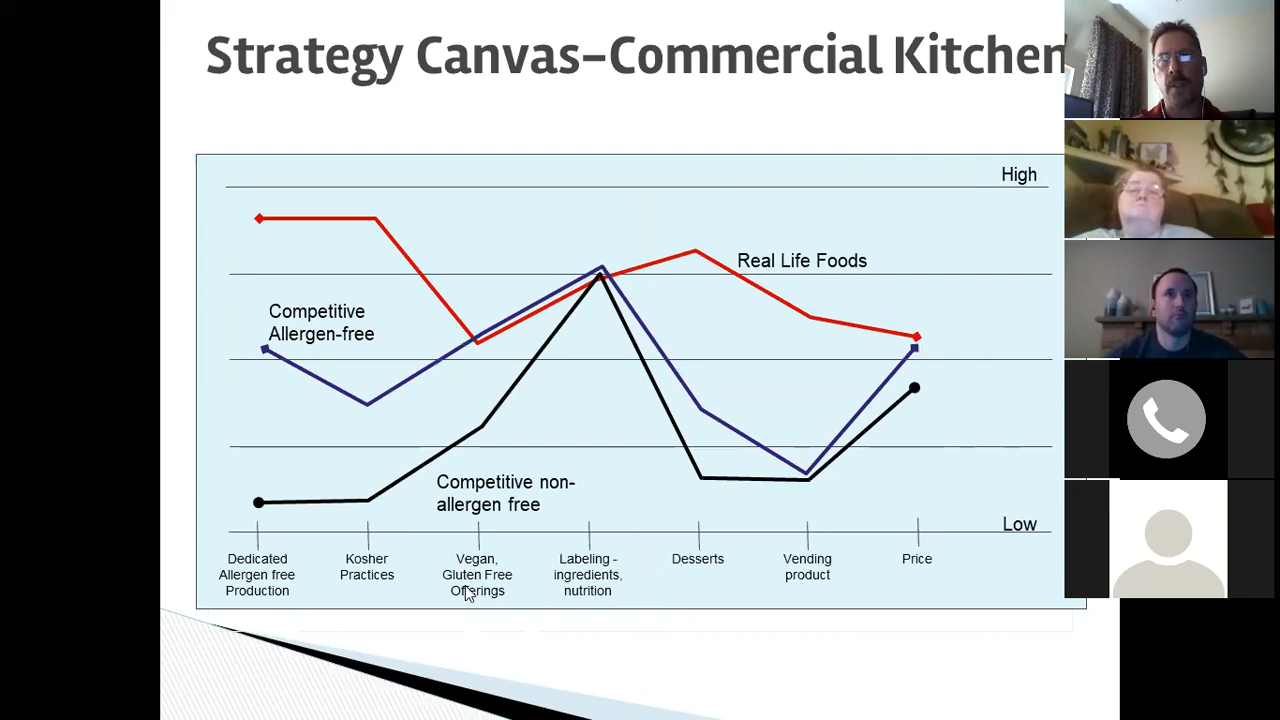 Strategy Canvas–Commercial Kitchen
High
Real Life Foods
Competitive
Allergen-free
Competitive non-
allergen free
Low
Dedicated
Allergen free
Production
Kosher
Practices
Vegan,
Gluten Free
Offerings
Labeling -
ingredients,
nutrition
Desserts
Vending
product
Price